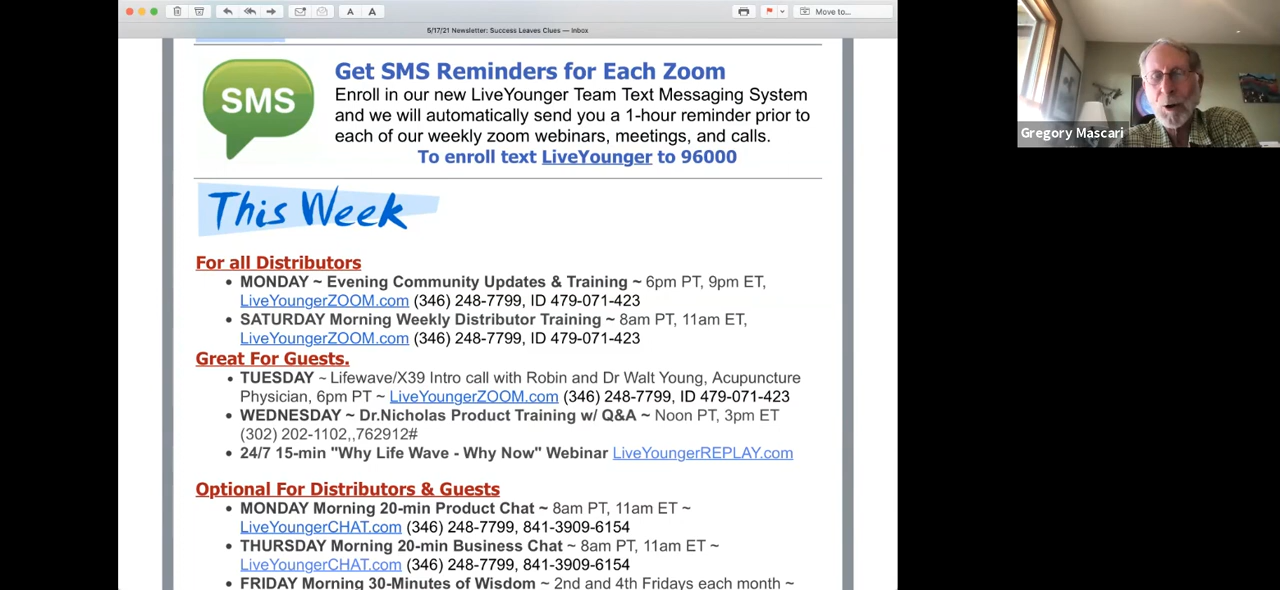 A A
Move to...
5/17/21 Newsletter: Success Leaves Clues — Inbox
SMS
Get SMS Reminders for Each Zoom
Enroll in our new LiveYounger Team Text Messaging System
and we will automatically send you a 1-hour reminder prior to
each of our weekly zoom webinars, meetings, and calls.
To enroll text LiveYounger to 96000
Gregory Mascari
This Week
For all Distributors
• MONDAY ~ Evening Community Updates & Training ~ 6pm PT, 9pm ET,
LiveYoungerZOOM.com (346) 248-7799, ID 479-071-423
• SATURDAY Morning Weekly Distributor Training ~ 8am PT, 11am ET,
LiveYoungerZOOM.com (346) 248-7799, ID 479-071-423
Great For Guests.
• TUESDAY ~ Lifewave/X39 Intro call with Robin and Dr Walt Young, Acupuncture
Physician, 6pm PT ~ LiveYoungerZOOM.com (346) 248-7799, ID 479-071-423
• WEDNESDAY ~ Dr.Nicholas Product Training w/ Q&A ~ Noon PT, 3pm ET
(302) 202-1102,,762912#
• 24/7 15-min "Why Life Wave - Why Now" Webinar LiveYoungerREPLAY.com
Optional For Distributors & Guests
• MONDAY Morning 20-min Product Chat ~ 8am PT, 11am ET ~
LiveYoungerCHAT.com (346) 248-7799, 841-3909-6154
• THURSDAY Morning 20-min Business Chat ~ 8am PT, 11am ET ~
LiveYoungerCHAT.com (346) 248-7799, 841-3909-6154
• FRIDAY Morning 30-Minutes of Wisdom ~ 2nd and 4th Fridays each month ~